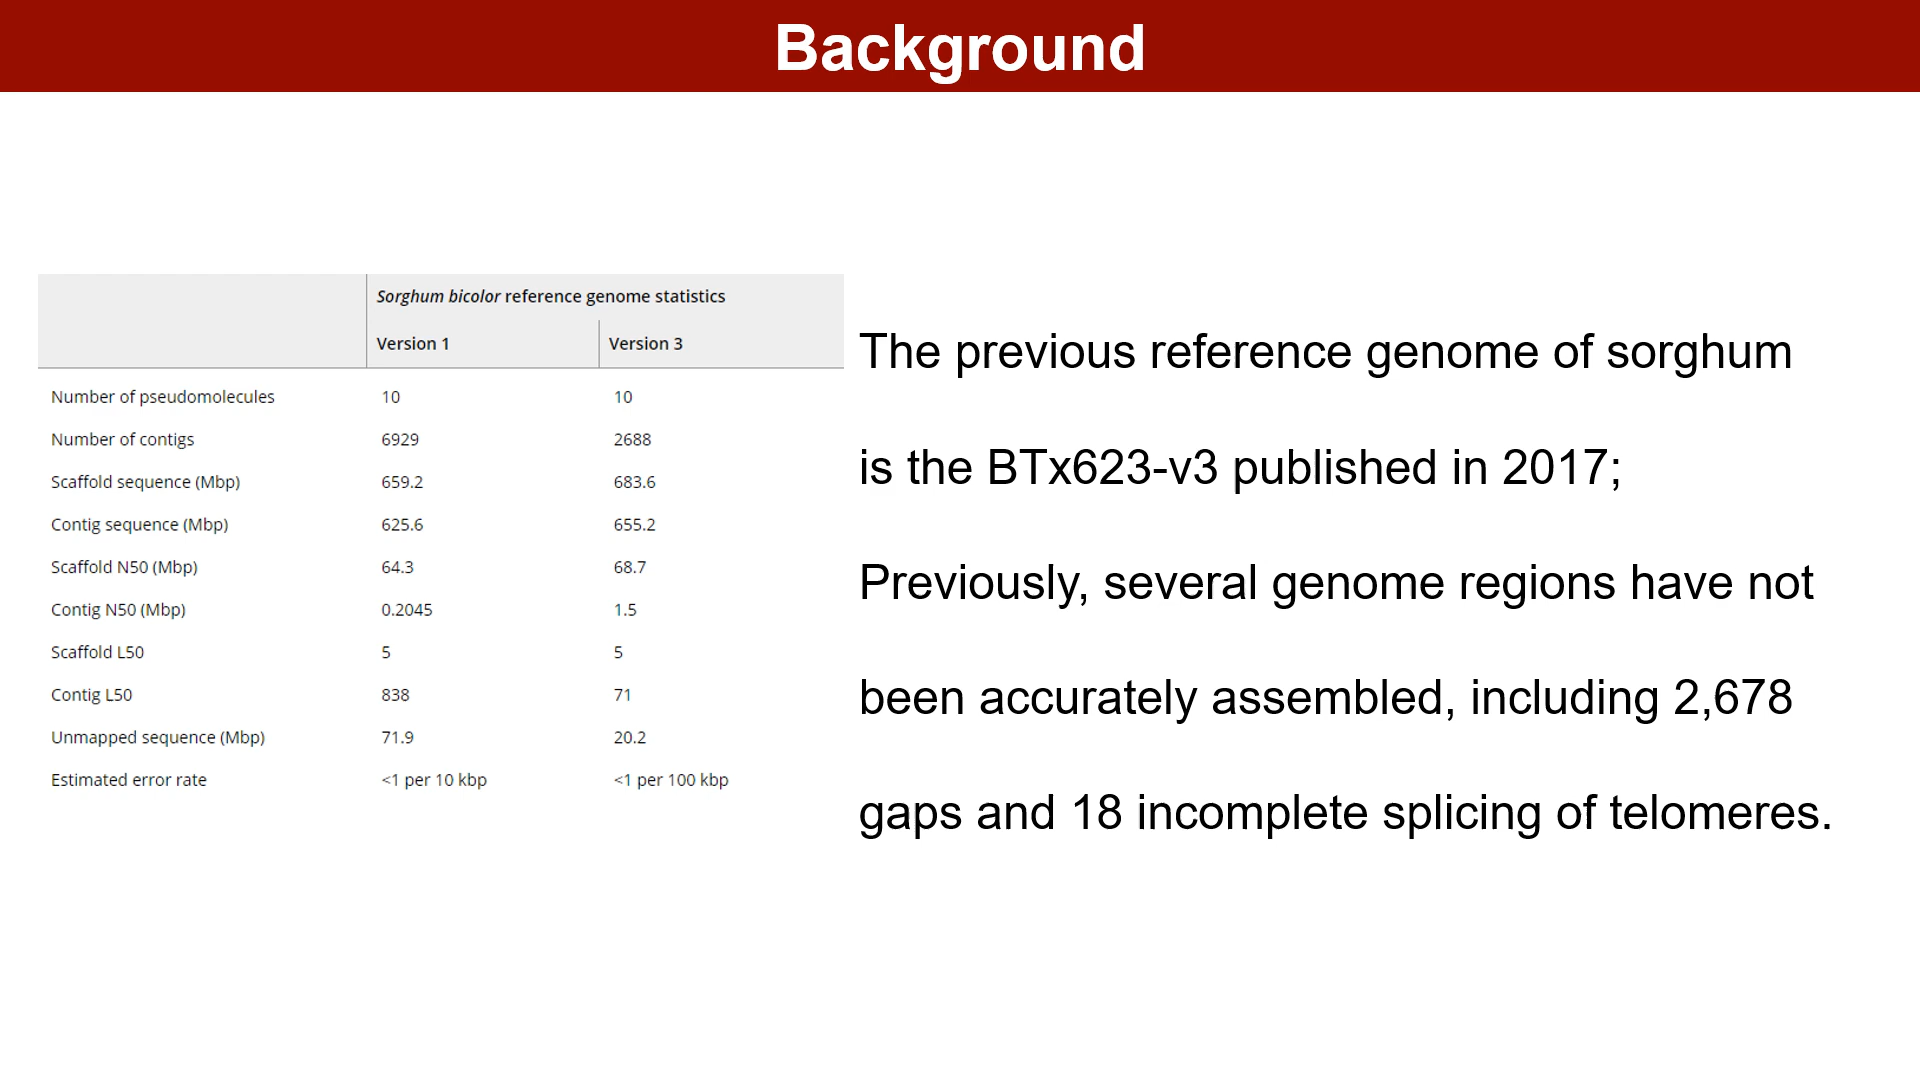 Background
Sorghum bicolor reference genome statistics
Version 1 Version 3
Number of pseudomolecules 10 10
Number of contigs 6929 2688
Scaffold sequence (Mbp) 659.2 683.6
Contig sequence (Mbp) 625.6 655.2
Scaffold N50 (Mbp) 64.3 68.7
Contig N50 (Mbp) 0.2045 1.5
Scaffold L50 5 5
Contig L50 838 71
Unmapped sequence (Mbp) 71.9 20.2
Estimated error rate <1 per 10 kbp <1 per 100 kbp
The previous reference genome of sorghum
is the BTx623-v3 published in 2017;
Previously, several genome regions have not
been accurately assembled, including 2,678
gaps and 18 incomplete splicing of telomeres.